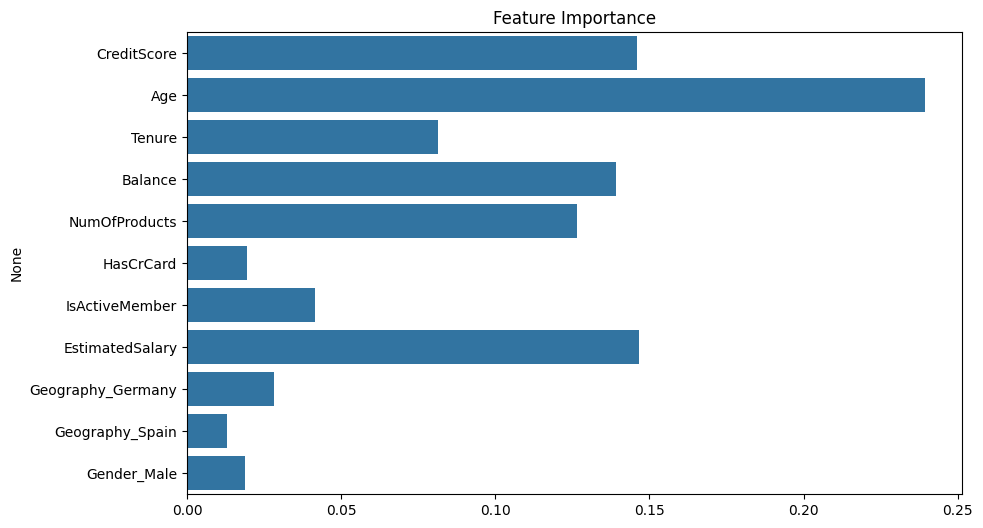 Feature Importance
CreditScore
Age
Tenure
Balance
NumOfProducts
HasCrCard
IsActiveMember
EstimatedSalary
Geography_Germany
Geography_Spain
Gender_Male
None
0.00 0.05 0.10 0.15 0.20 0.25